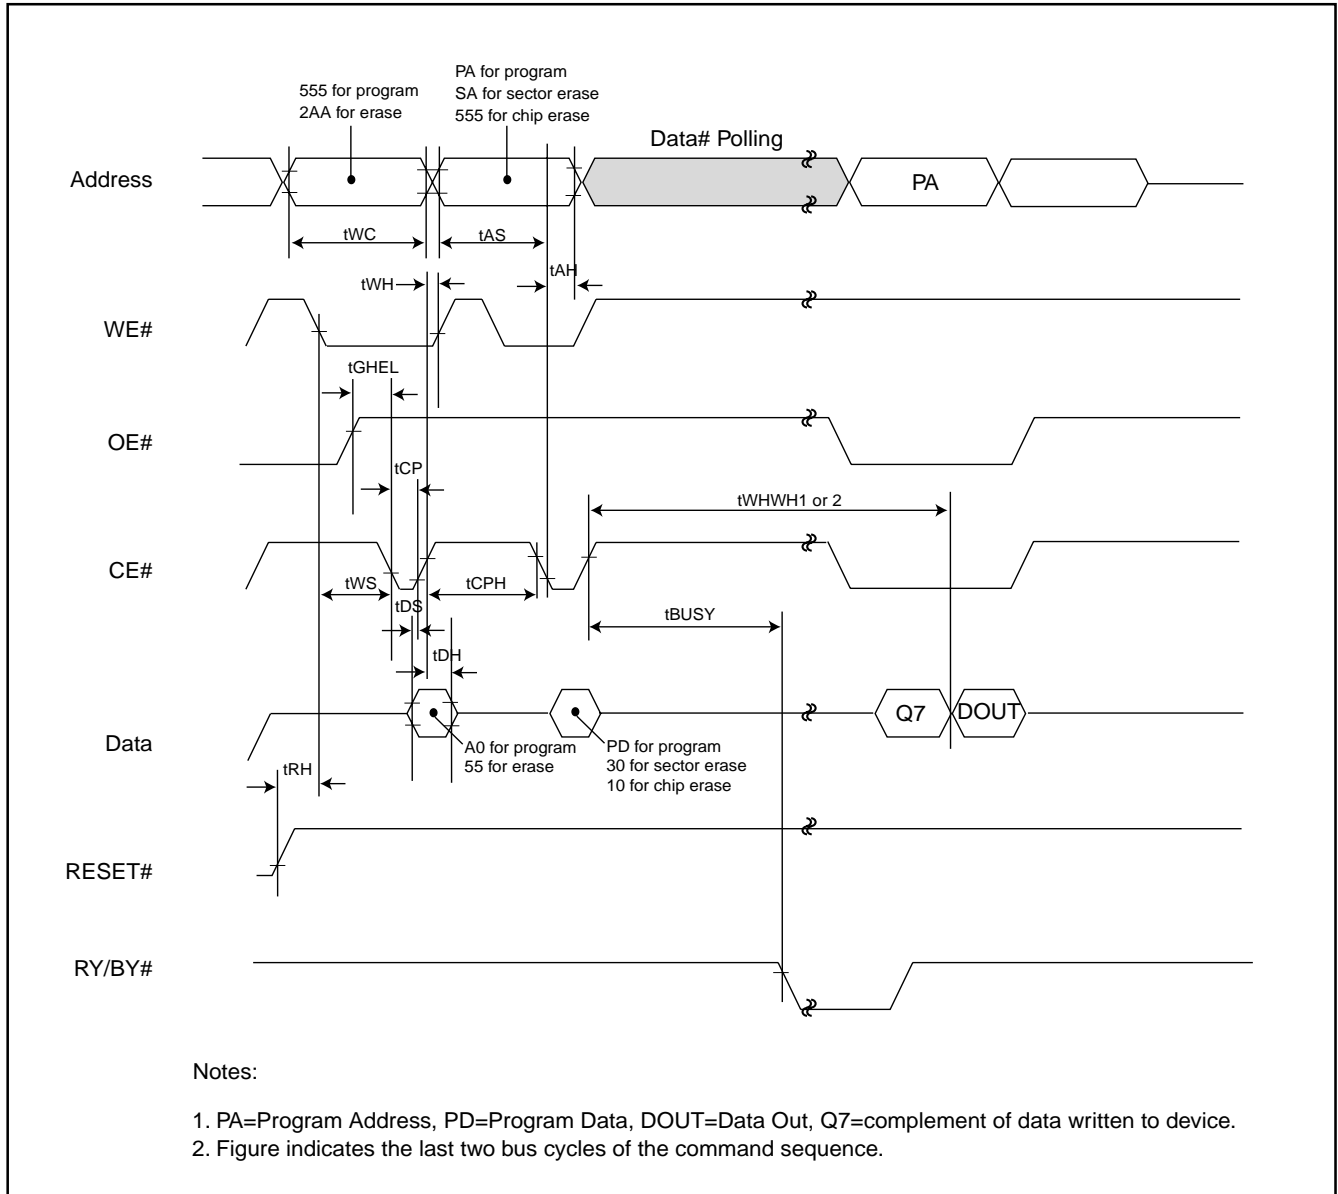 555 for program
2AA for erase
PA for program
SA for sector erase
555 for chip erase
Data# Polling
Address
PA
tWC
tAS
tAH
tWH
WE#
tGHEL
OE#
tCP
tWHWH1 or 2
CE#
tWS
tCPH
tDS
tBUSY
tDH
Data
Q7
DOUT
A0 for program
55 for erase
PD for program
30 for sector erase
10 for chip erase
tRH
RESET#
RY/BY#
Notes:
1. PA=Program Address, PD=Program Data, DOUT=Data Out, Q7=complement of data written to device.
2. Figure indicates the last two bus cycles of the command sequence.